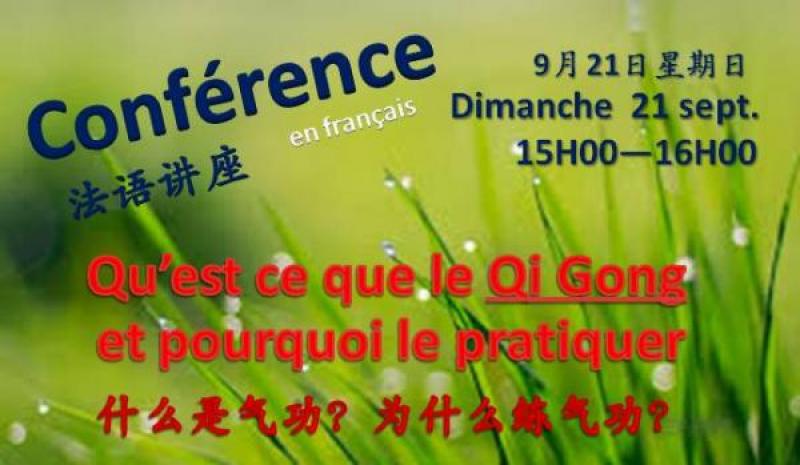 Conférence
en français
法语讲座
9月21日星期日
Dimanche 21 sept.
15H00—16H00
Qu’est ce que le Qi Gong
et pourquoi le pratiquer
什么是气功？为什么练气功？